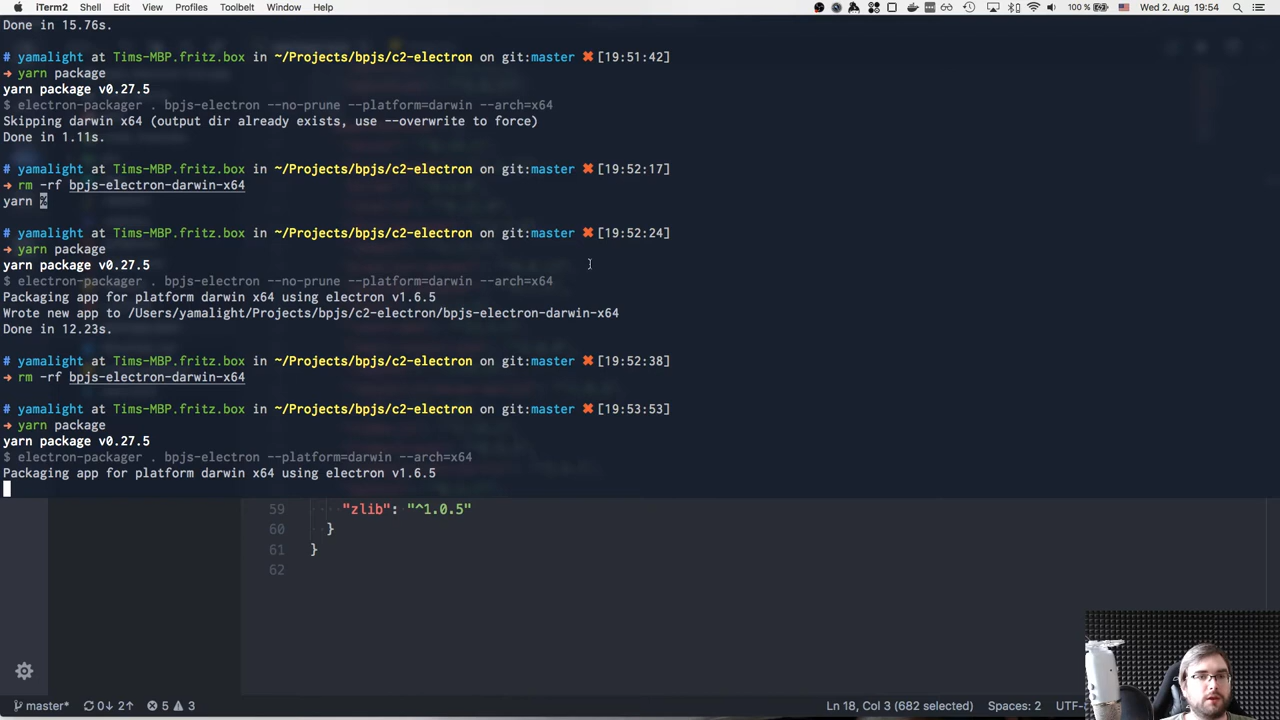 iTerm2 Shell Edit View Profiles Toolbelt Window Help 100 % Wed 2. Aug 19:54
Done in 15.76s.
# yamalight at Tims-MBP.fritz.box in ~/Projects/bpjs/c2-electron on git:master ✖ [19:51:42]
➜ yarn package
yarn package v0.27.5
$ electron-packager . bpjs-electron --no-prune --platform=darwin --arch=x64
Skipping darwin x64 (output dir already exists, use --overwrite to force)
Done in 1.11s.
# yamalight at Tims-MBP.fritz.box in ~/Projects/bpjs/c2-electron on git:master ✖ [19:52:17]
➜ rm -rf bpjs-electron-darwin-x64
yarn %
# yamalight at Tims-MBP.fritz.box in ~/Projects/bpjs/c2-electron on git:master ✖ [19:52:24]
➜ yarn package
yarn package v0.27.5
$ electron-packager . bpjs-electron --no-prune --platform=darwin --arch=x64
Packaging app for platform darwin x64 using electron v1.6.5
Wrote new app to /Users/yamalight/Projects/bpjs/c2-electron/bpjs-electron-darwin-x64
Done in 12.23s.
# yamalight at Tims-MBP.fritz.box in ~/Projects/bpjs/c2-electron on git:master ✖ [19:52:38]
➜ rm -rf bpjs-electron-darwin-x64
# yamalight at Tims-MBP.fritz.box in ~/Projects/bpjs/c2-electron on git:master ✖ [19:53:53]
➜ yarn package
yarn package v0.27.5
$ electron-packager . bpjs-electron --platform=darwin --arch=x64
Packaging app for platform darwin x64 using electron v1.6.5
59 "zlib": "^1.0.5"
60 }
61 }
62
master* 0↓ 2↑ 5 3 Ln 18, Col 3 (682 selected) Spaces: 2 UTF-